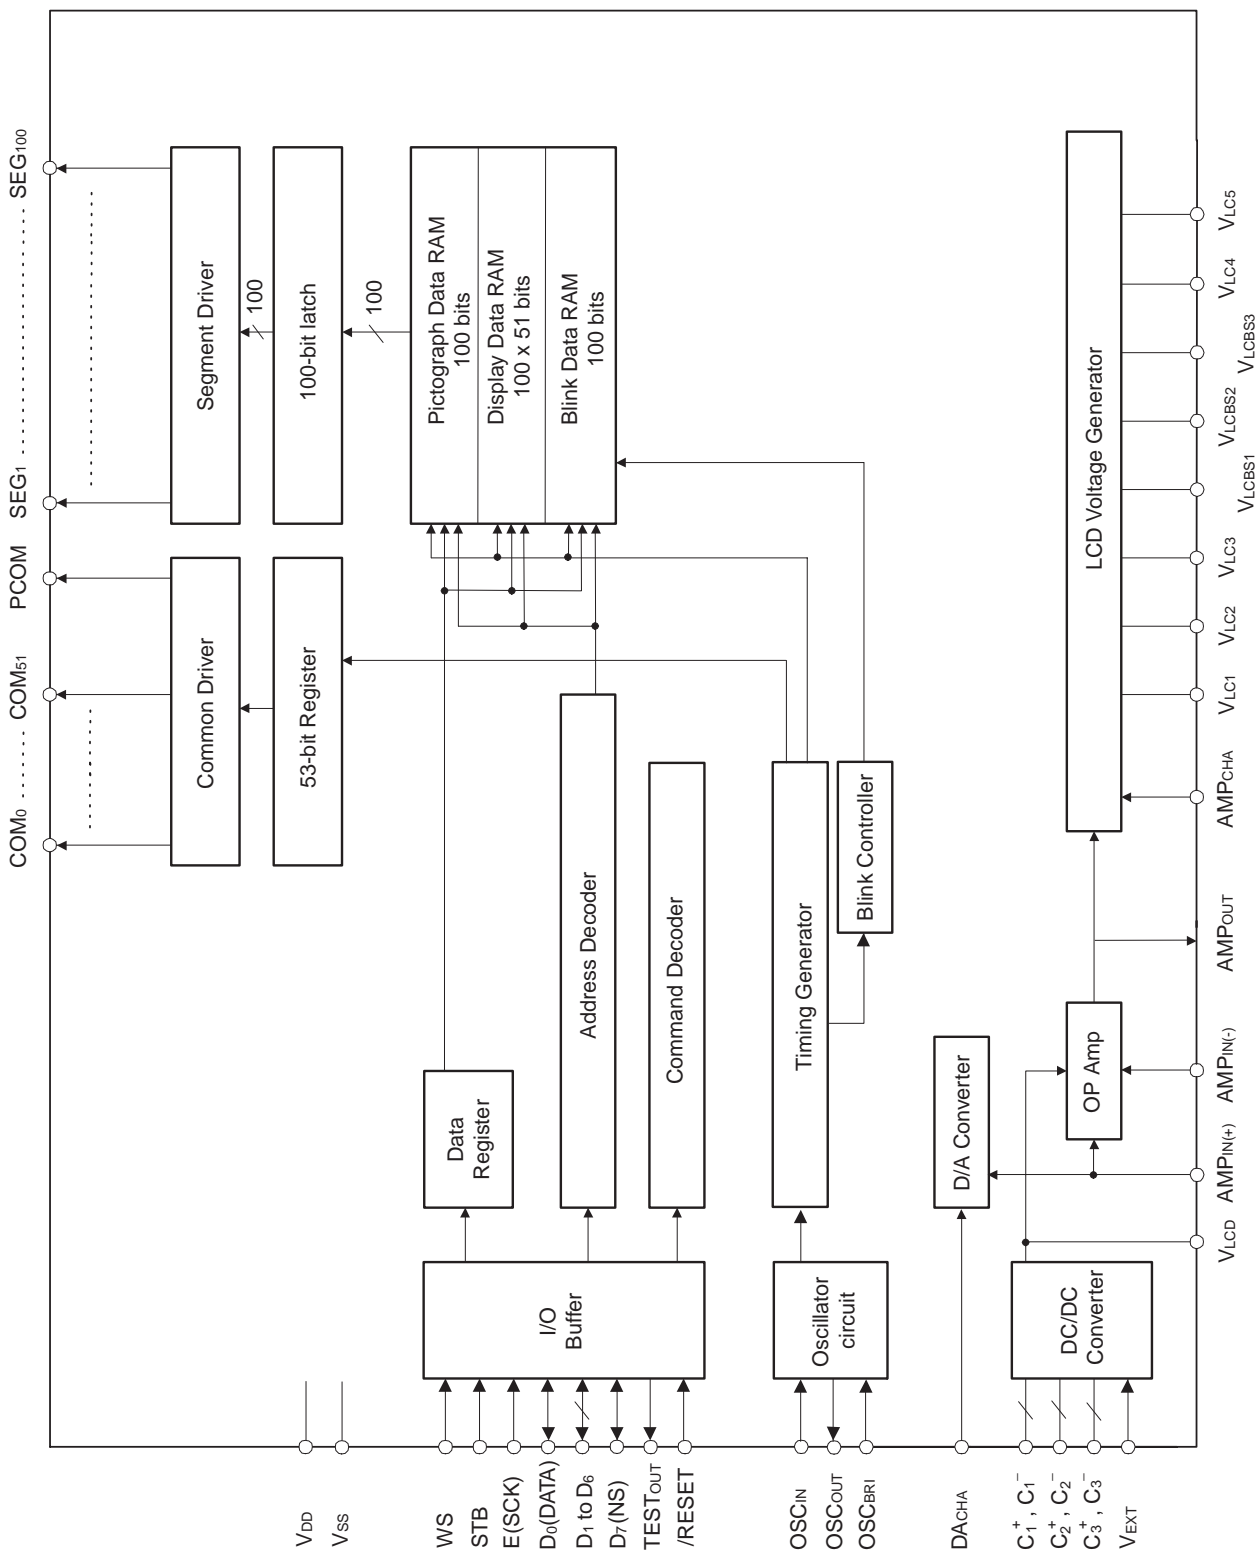 COM₀ ········ COM₅₁ PCOM SEG₁ ························ SEG₁₀₀
Common Driver
Segment Driver
100
53-bit Register
100-bit latch
100
Pictograph Data RAM
100 bits
Display Data RAM
100 x 51 bits
Blink Data RAM
100 bits
Data
Register
Address Decoder
Command Decoder
Timing Generator
Blink Controller
I/O
Buffer
Oscillator
circuit
D/A Converter
DC/DC
Converter
OP Amp
LCD Voltage Generator
VDD
VSS
WS
STB
E(SCK)
D₀(DATA)
D₁ to D₆
D₇(NS)
TESTOUT
/RESET
OSCIN
OSCOUT
OSCBRI
DACHA
C₁⁺, C₁⁻
C₂⁺, C₂⁻
C₃⁺, C₃⁻
VEXT
VLCD
AMPIN(+)
AMPIN(-)
AMPOUT
AMPCHA
VLC1
VLC2
VLC3
VLCBS1
VLCBS2
VLCBS3
VLC4
VLC5